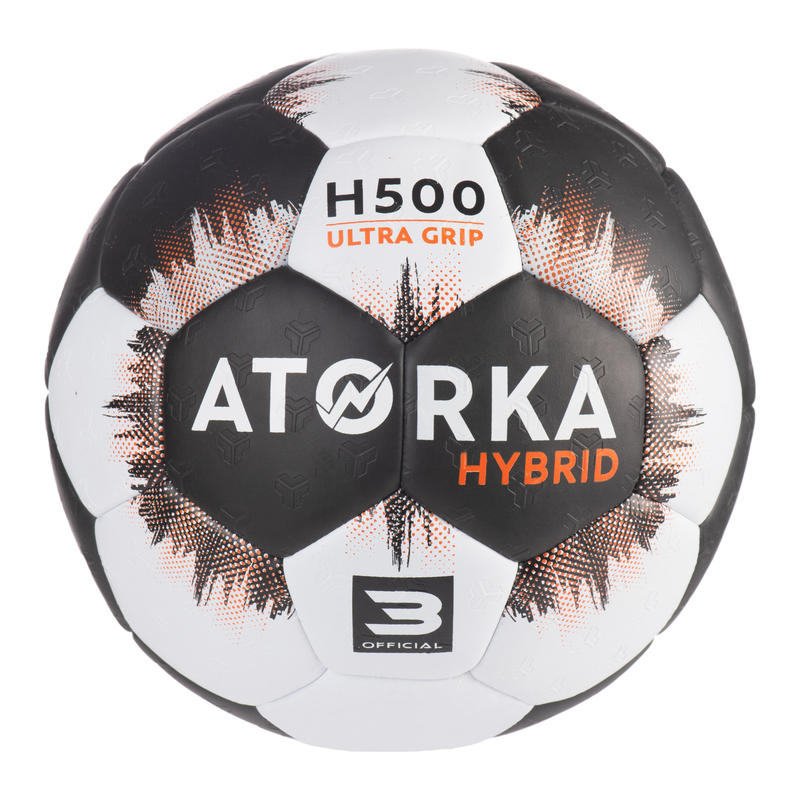 H500
ULTRA GRIP
ATORKA
HYBRID
3
OFFICIAL